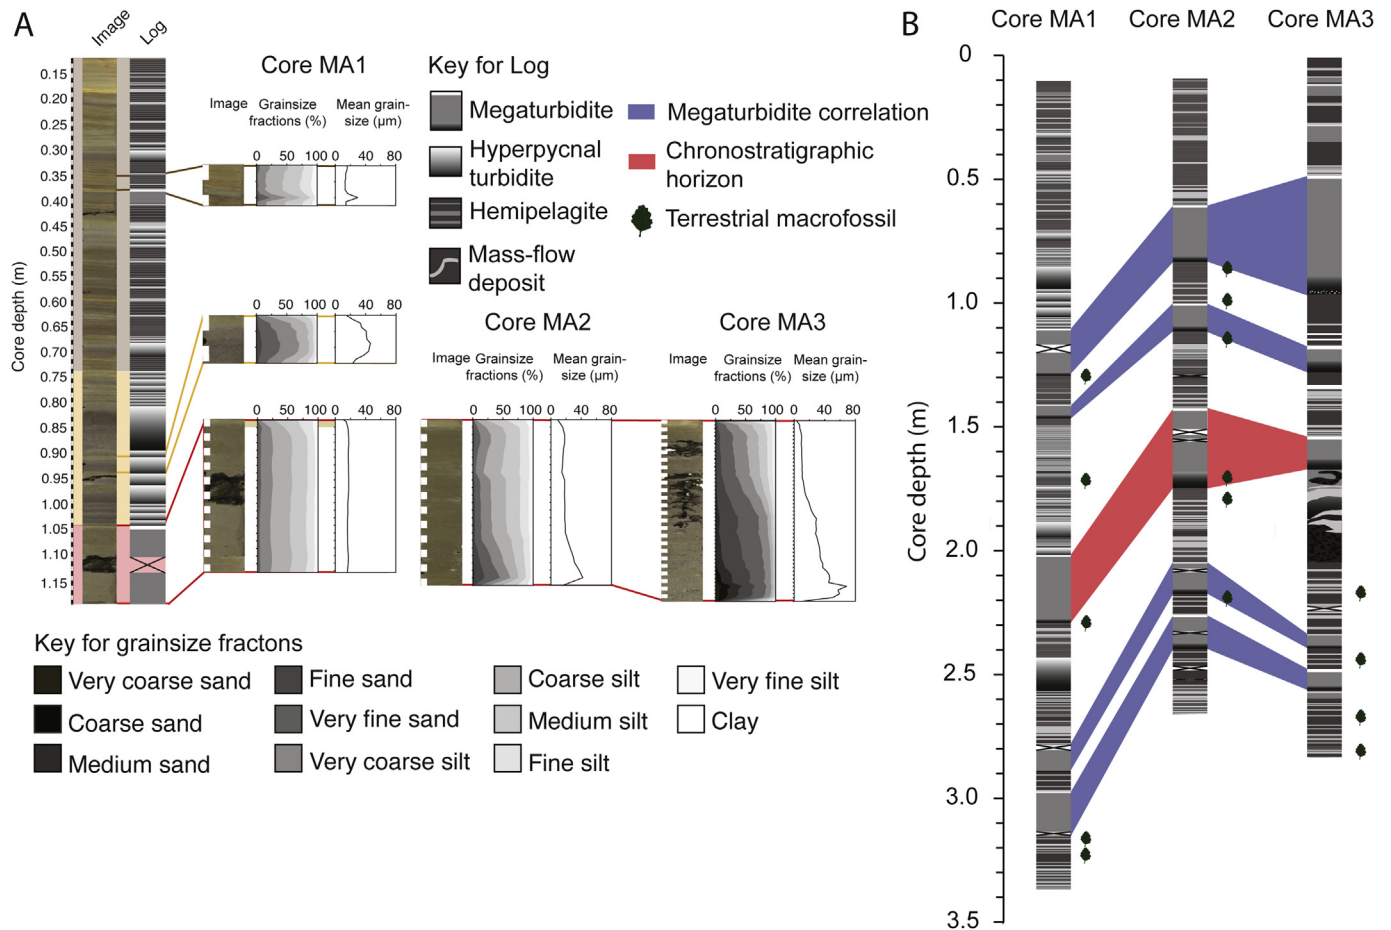 A
Image
Log
Core depth (m)
0.15
0.20
0.25
0.30
0.35
0.40
0.45
0.50
0.55
0.60
0.65
0.70
0.75
0.80
0.85
0.90
0.95
1.00
1.05
1.10
1.15
Core MA1
Image
Grainsize
fractions (%)
Mean grain-
size (µm)
0 50 100 0 40 80
0 50 100 0 40 80
0 50 100 0 40 80
Key for Log
Megaturbidite
Hyperpycnal
turbidite
Hemipelagite
Mass-flow
deposit
Megaturbidite correlation
Chronostratigraphic
horizon
Terrestrial macrofossil
Core MA2
Image
Grainsize
fractions (%)
Mean grain-
size (µm)
0 50 100 0 40 80
Core MA3
Image
Grainsize
fractions (%)
Mean grain-
size (µm)
0 50 100 0 40 80
Key for grainsize fractons
Very coarse sand
Coarse sand
Medium sand
Fine sand
Very fine sand
Very coarse silt
Coarse silt
Medium silt
Fine silt
Very fine silt
Clay
B
Core MA1
Core MA2
Core MA3
Core depth (m)
0
0.5
1.0
1.5
2.0
2.5
3.0
3.5